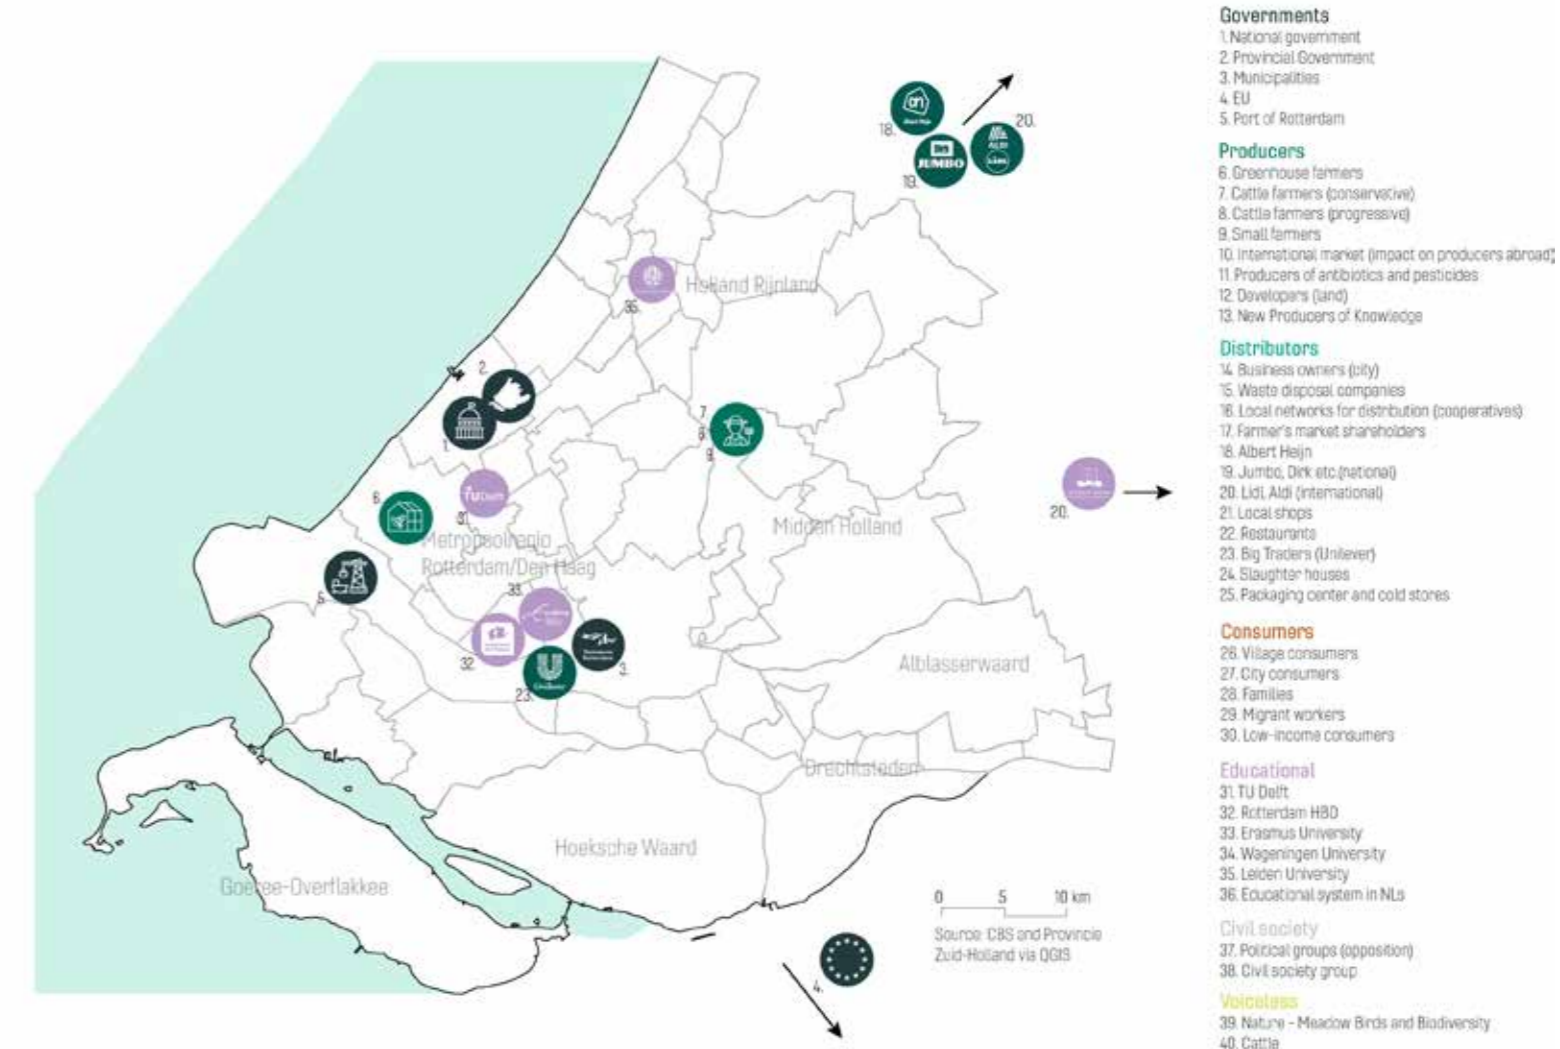 18.
20.
JUMBO
ALDI
19.
35.
Holland Rijnland
2.
1.
7
8
9.
6.
TU Delft
31.
20.
Midden Holland
Metropoolregio
Rotterdam/Den Haag
5.
33.
32
3.
23.
Alblasserwaard
Drechtsteden
Hoeksche Waard
Goeree-Overflakkee
0 5 10 km
Source: CBS and Provincie
Zuid-Holland via QGIS
4.
Governments
1. National government
2. Provincial Government
3. Municipalities
4. EU
5. Port of Rotterdam
Producers
6. Greenhouse farmers
7. Cattle farmers (conservative)
8. Cattle farmers (progressive)
9. Small farmers
10. International market (impact on producers abroad)
11. Producers of antibiotics and pesticides
12. Developers (land)
13. New Producers of Knowledge
Distributors
14. Business owners (city)
15. Waste disposal companies
16. Local networks for distribution (cooperatives)
17. Farmer's market shareholders
18. Albert Heijn
19. Jumbo, Dirk etc.(national)
20. Lidl, Aldi (international)
21. Local shops
22. Restaurants
23. Big Traders (Unilever)
24. Slaughter houses
25. Packaging center and cold stores
Consumers
26. Village consumers
27. City consumers
28. Families
29. Migrant workers
30. Low-income consumers
Educational
31. TU Delft
32. Rotterdam HBD
33. Erasmus University
34. Wageningen University
35. Leiden University
36. Educational system in NLs
Civil society
37. Political groups (opposition)
38. Civil society group
Voiceless
39. Nature - Meadow Birds and Biodiversity
40. Cattle